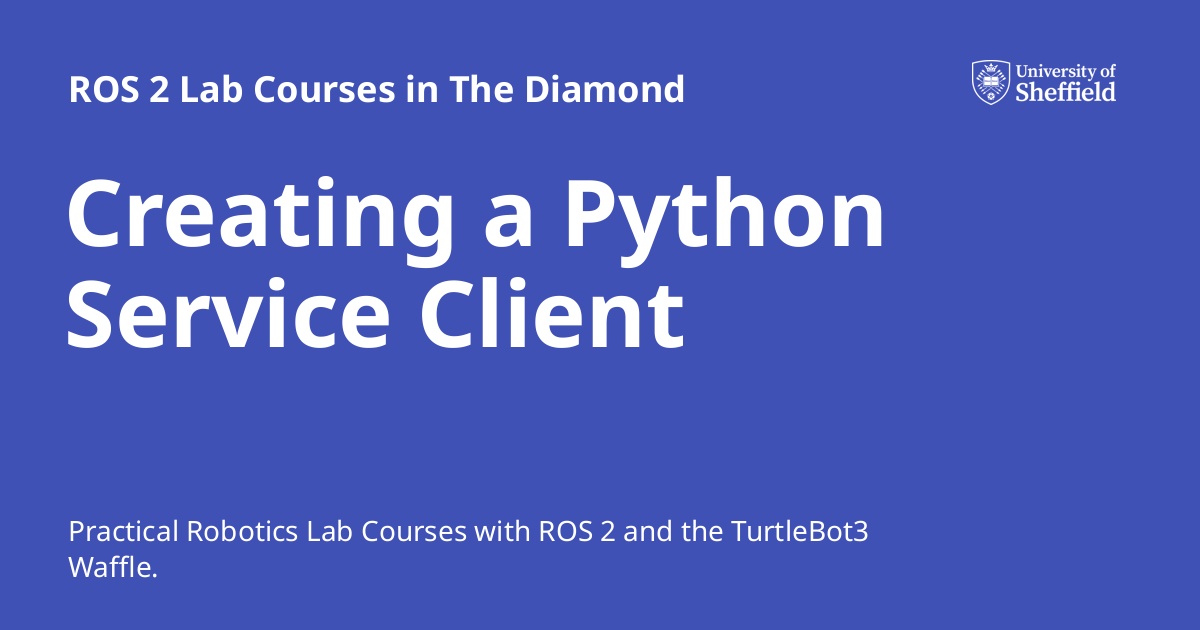 ROS 2 Lab Courses in The Diamond
University of
Sheffield
Creating a Python
Service Client
Practical Robotics Lab Courses with ROS 2 and the TurtleBot3
Waffle.